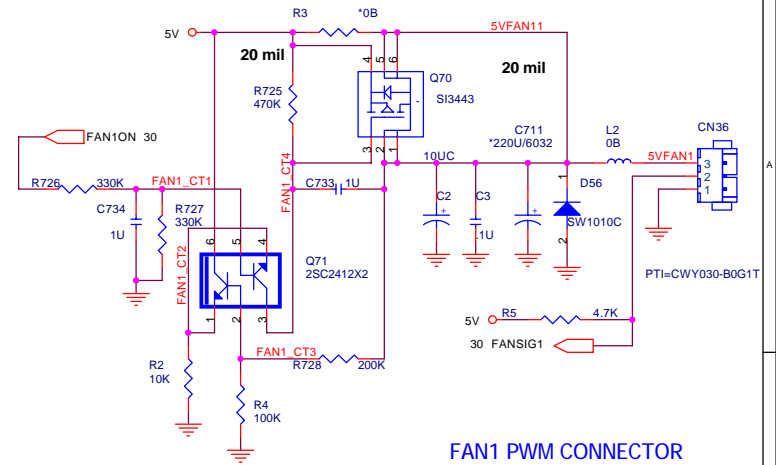 R3 *0B
5V
5VFAN11
20 mil
20 mil
4 5 6
Q70
SI3443
R725
470K
3 2 1
C711
*220U/6032
L2
0B
CN36
5VFAN1
3
2
1
A
FAN1ON 30
FAN1_CT4
10UC
R726 330K
FAN1_CT1
C733 1U
C2
C3
.1U
+
+
1
D56
SW1010C
2
C734
1U
R727
330K
FAN1_CT2
6 5 4
Q71
2SC2412X2
1 2 3
PTI=CWY030-B0G1T
5V
R5 4.7K
30 FANSIG1
FAN1_CT3
R728 200K
R2
10K
R4
100K
FAN1 PWM CONNECTOR